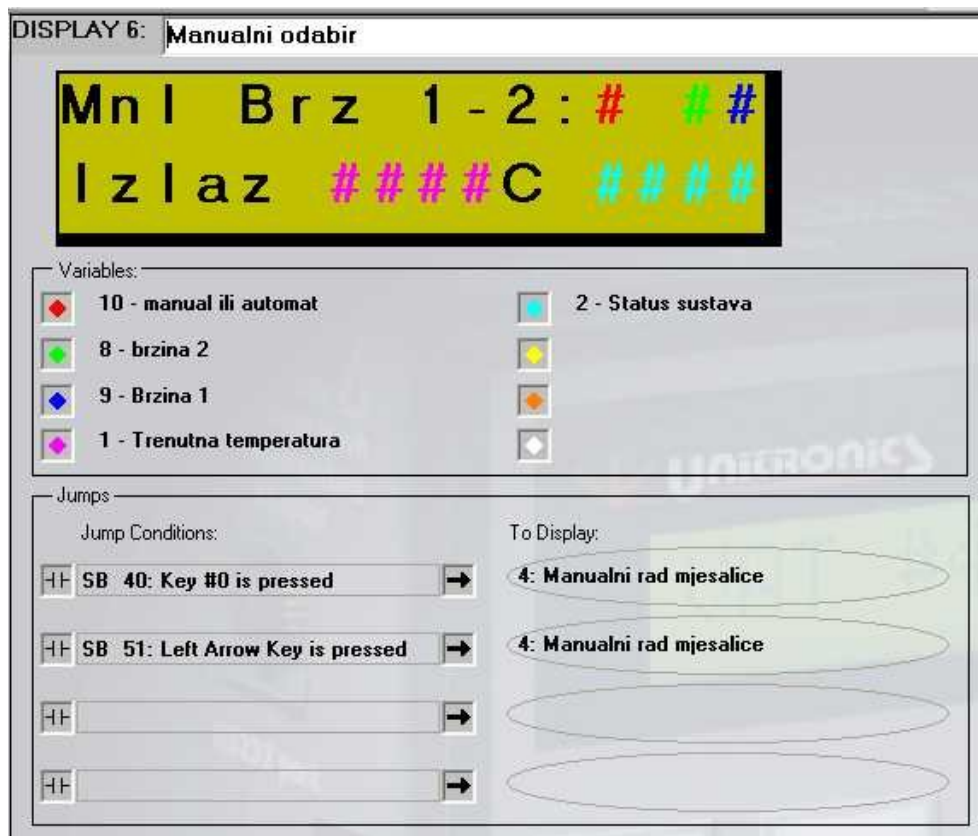 DISPLAY 6: Manualni odabir
Mnl Brz 1-2:# ##
Izlaz ####C ####
Variables:
10 - manual ili automat
2 - Status sustava
8 - brzina 2
9 - Brzina 1
1 - Trenutna temperatura
UNITRONICS
Jumps
Jump Conditions: To Display:
SB 40: Key #0 is pressed 4: Manualni rad mjesalice
SB 51: Left Arrow Key is pressed 4: Manualni rad mjesalice